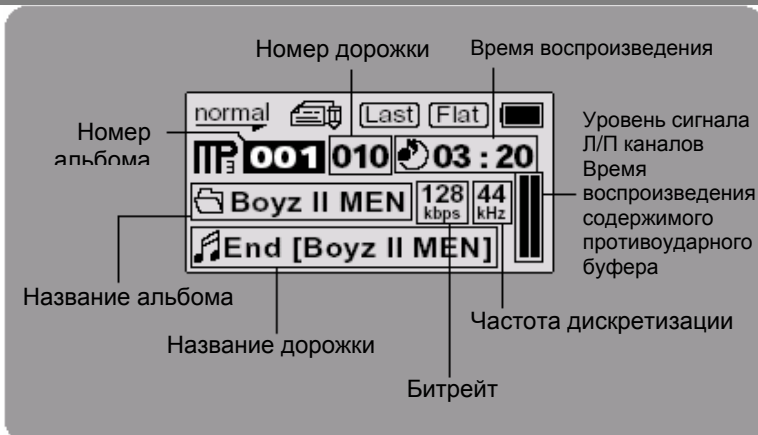 Номер дорожки
Время воспроизведения
normal
Last
Flat
Номер
альбома
MP3
001
010
03 : 20
Boyz II MEN
128
kbps
44
kHz
End [Boyz II MEN]
Уровень сигнала
Л/П каналов
Время
воспроизведения
содержимого
противоударного
буфера
Название альбома
Частота дискретизации
Название дорожки
Битрейт